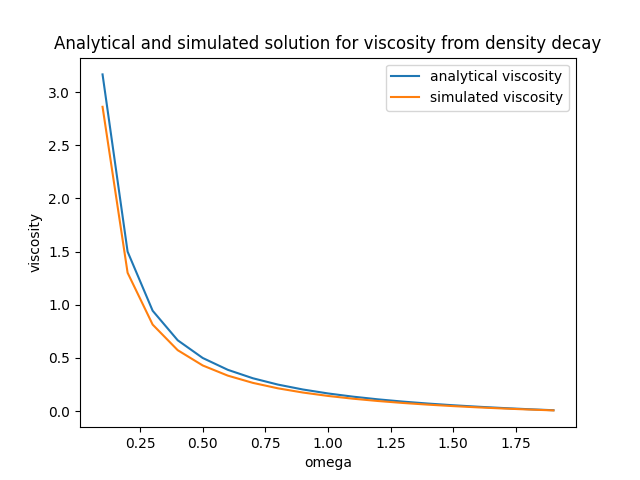 Analytical and simulated solution for viscosity from density decay
analytical viscosity
simulated viscosity
3.0
2.5
2.0
1.5
1.0
0.5
0.0
viscosity
0.25 0.50 0.75 1.00 1.25 1.50 1.75
omega